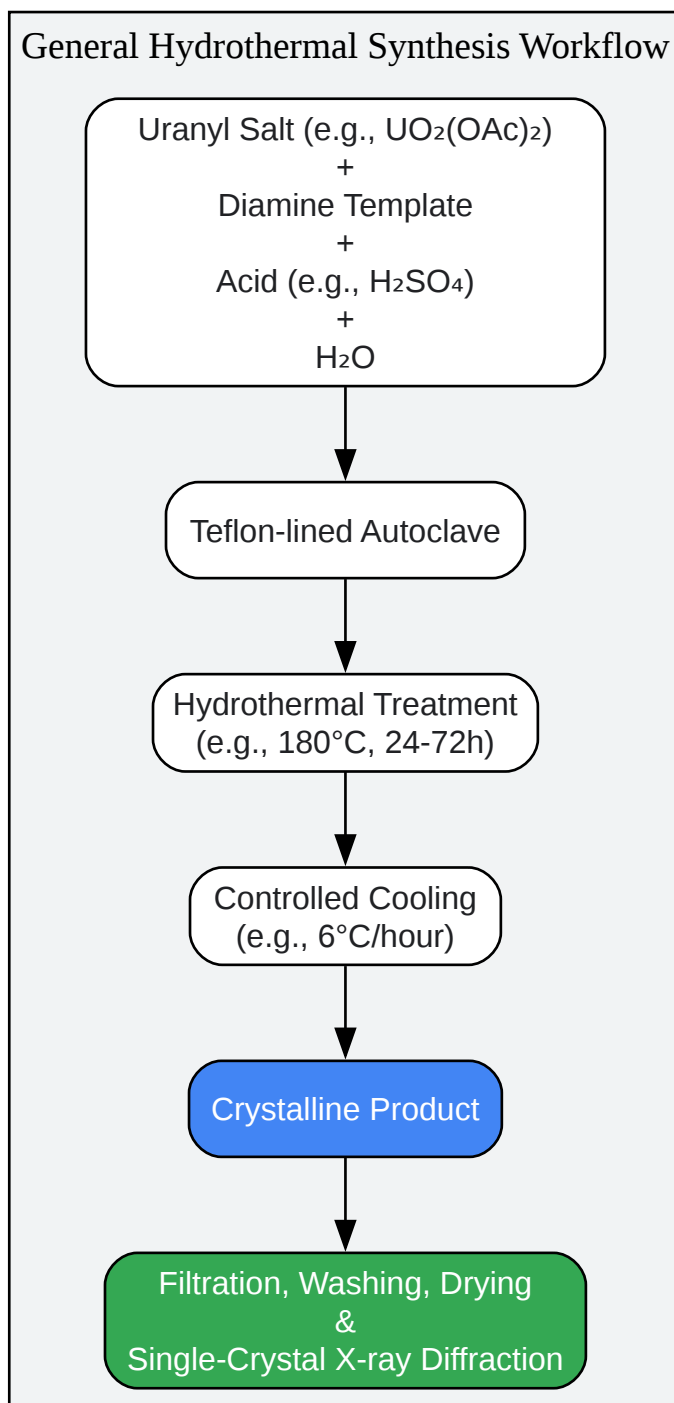 General Hydrothermal Synthesis Workflow
Uranyl Salt (e.g., UO₂(OAc)₂)
+
Diamine Template
+
Acid (e.g., H₂SO₄)
+
H₂O
Teflon-lined Autoclave
Hydrothermal Treatment
(e.g., 180°C, 24-72h)
Controlled Cooling
(e.g., 6°C/hour)
Crystalline Product
Filtration, Washing, Drying
&
Single-Crystal X-ray Diffraction